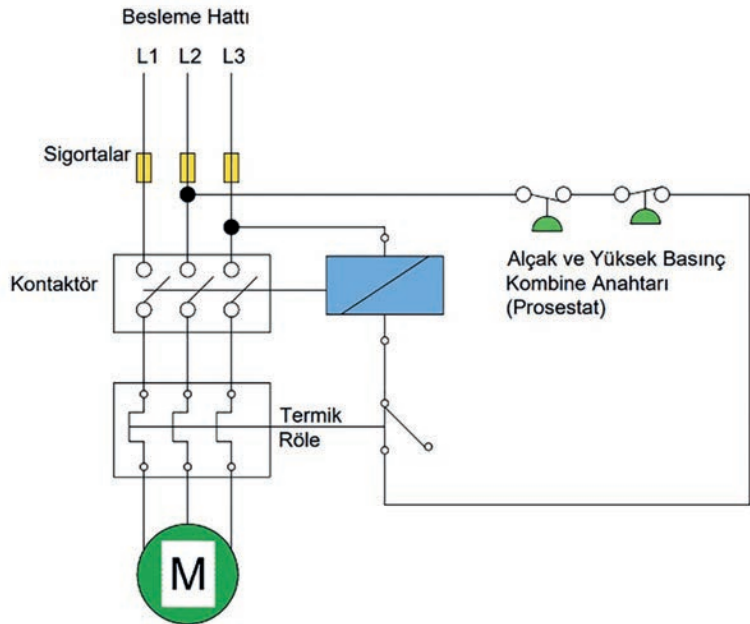 Besleme Hattı
L1 L2 L3
Sigortalar
Kontaktör
Alçak ve Yüksek Basınç
Kombine Anahtarı
(Prosestat)
Termik
Röle
M